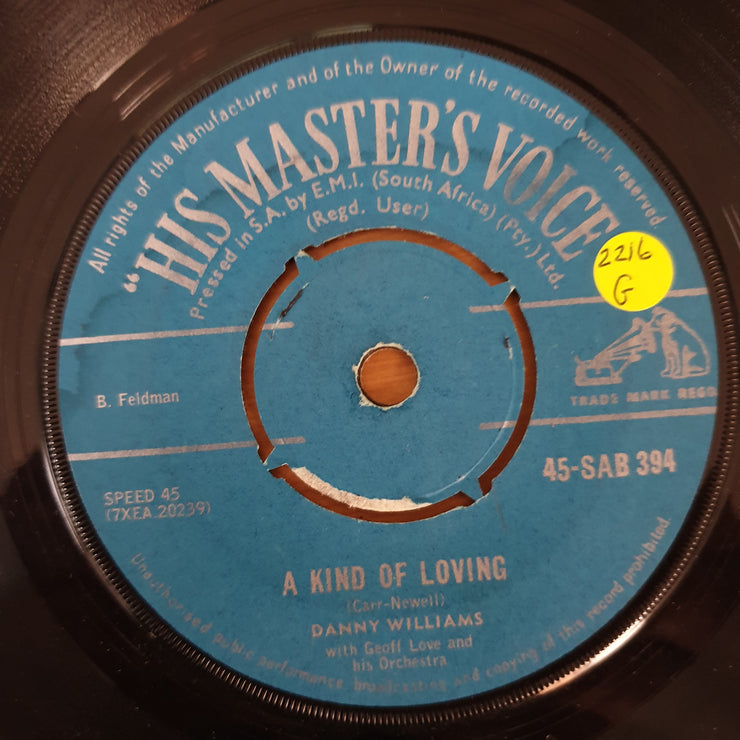 All rights of the Manufacturer and of the Owner of the recorded work reserved.
"HIS MASTER'S VOICE
Pressed in S.A. by E.M.I. (South Africa) (Pty.) Ltd.
(Regd. User)
2216
G
B. Feldman
TRADE MARK REGD
45-SAB 394
SPEED 45
(7XEA.20239)
A KIND OF LOVING
(Carr-Newell)
DANNY WILLIAMS
with Geoff Love and
his Orchestra
Unauthorised public performance, broadcasting and copying of this record prohibited.